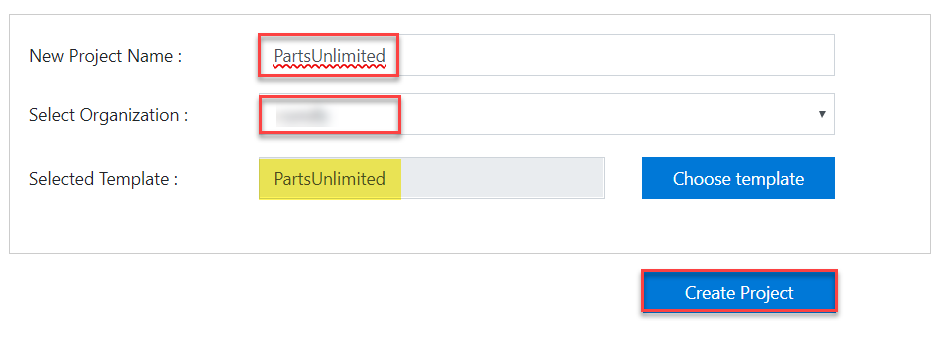 New Project Name : PartsUnlimited
Select Organization :
Selected Template : PartsUnlimited Choose template
Create Project